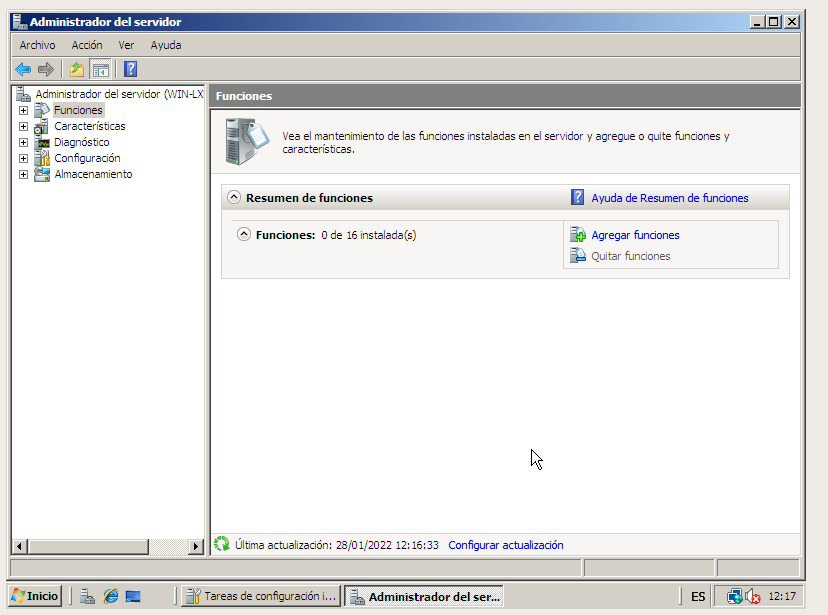 Administrador del servidor
Archivo Acción Ver Ayuda
Administrador del servidor (WIN-LX
Funciones
Características
Diagnóstico
Configuración
Almacenamiento
Funciones
Vea el mantenimiento de las funciones instaladas en el servidor y agregue o quite funciones y
características.
Resumen de funciones
Ayuda de Resumen de funciones
Funciones: 0 de 16 instalada(s)
Agregar funciones
Quitar funciones
Última actualización: 28/01/2022 12:16:33 Configurar actualización
Inicio
Tareas de configuración i...
Administrador del ser...
ES
12:17